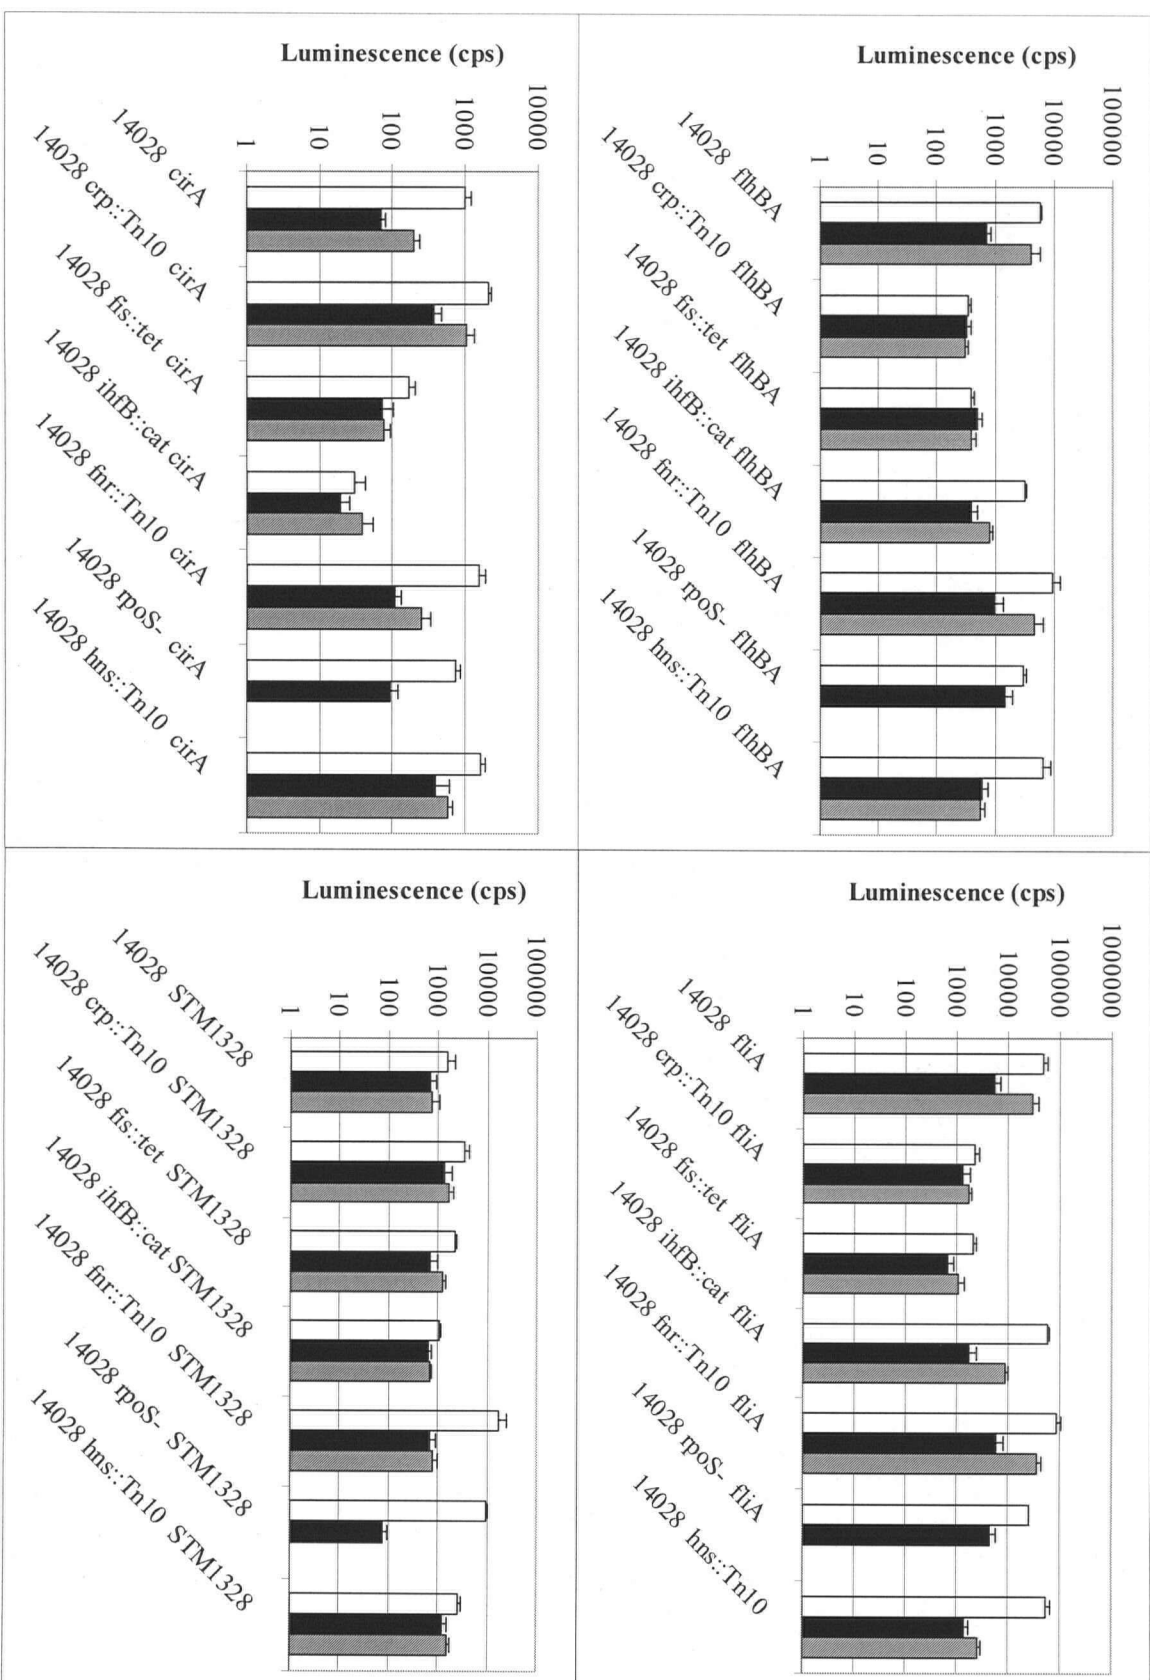 Luminescence (cps)
10000
1000
100
10
1
14028 cirA
14028 crp::Tn10 cirA
14028 fis::tet cirA
14028 ihfB::cat cirA
14028 fnr::Tn10 cirA
14028 rpoS- cirA
14028 hns::Tn10 cirA
Luminescence (cps)
100000
10000
1000
100
10
1
14028 flhBA
14028 crp::Tn10 flhBA
14028 fis::tet flhBA
14028 ihfB::cat flhBA
14028 fnr::Tn10 flhBA
14028 rpoS- flhBA
14028 hns::Tn10 flhBA
Luminescence (cps)
100000
10000
1000
100
10
1
14028 STM1328
14028 crp::Tn10 STM1328
14028 fis::tet STM1328
14028 ihfB::cat STM1328
14028 fnr::Tn10 STM1328
14028 rpoS- STM1328
14028 hns::Tn10 STM1328
Luminescence (cps)
1000000
100000
10000
1000
100
10
1
14028 fliA
14028 crp::Tn10 fliA
14028 fis::tet fliA
14028 ihfB::cat fliA
14028 fnr::Tn10 fliA
14028 rpoS- fliA
14028 hns::Tn10